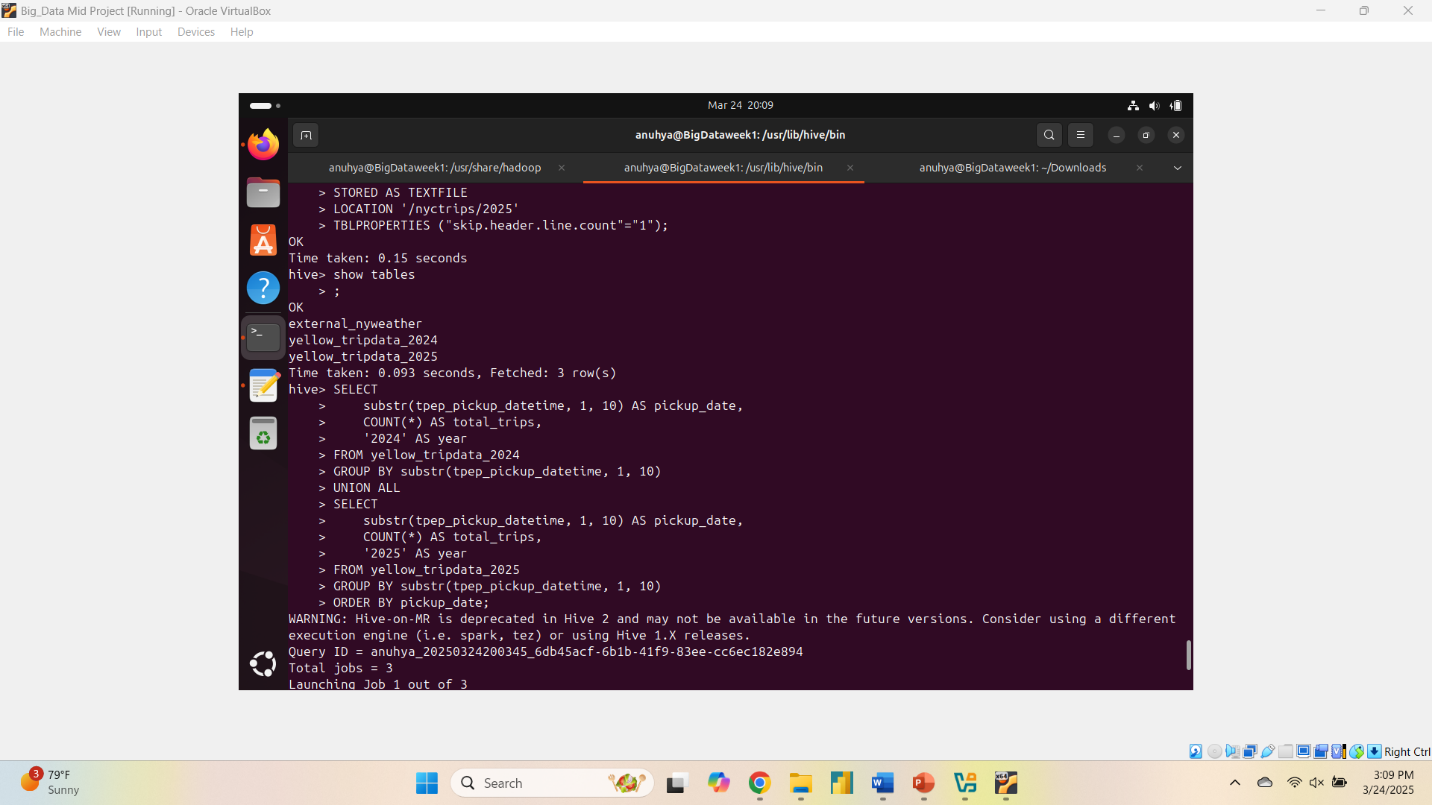 Big_Data Mid Project [Running] - Oracle VirtualBox
File Machine View Input Devices Help
Mar 24 20:09
anuhya@BigDataweek1: /usr/lib/hive/bin
anuhya@BigDataweek1: /usr/share/hadoop
anuhya@BigDataweek1: /usr/lib/hive/bin
anuhya@BigDataweek1: ~/Downloads
> STORED AS TEXTFILE
> LOCATION '/nyctrips/2025'
> TBLPROPERTIES ("skip.header.line.count"="1");
OK
Time taken: 0.15 seconds
hive> show tables
> ;
OK
external_nyweather
yellow_tripdata_2024
yellow_tripdata_2025
Time taken: 0.093 seconds, Fetched: 3 row(s)
hive> SELECT
> substr(tpep_pickup_datetime, 1, 10) AS pickup_date,
> COUNT(*) AS total_trips,
> '2024' AS year
> FROM yellow_tripdata_2024
> GROUP BY substr(tpep_pickup_datetime, 1, 10)
> UNION ALL
> SELECT
> substr(tpep_pickup_datetime, 1, 10) AS pickup_date,
> COUNT(*) AS total_trips,
> '2025' AS year
> FROM yellow_tripdata_2025
> GROUP BY substr(tpep_pickup_datetime, 1, 10)
> ORDER BY pickup_date;
WARNING: Hive-on-MR is deprecated in Hive 2 and may not be available in the future versions. Consider using a different
execution engine (i.e. spark, tez) or using Hive 1.X releases.
Query ID = anuhya_20250324200345_6db45acf-6b1b-41f9-83ee-cc6ec182e894
Total jobs = 3
Launching Job 1 out of 3
Right Ctrl
3
79°F
Sunny
Search
3:09 PM
3/24/2025